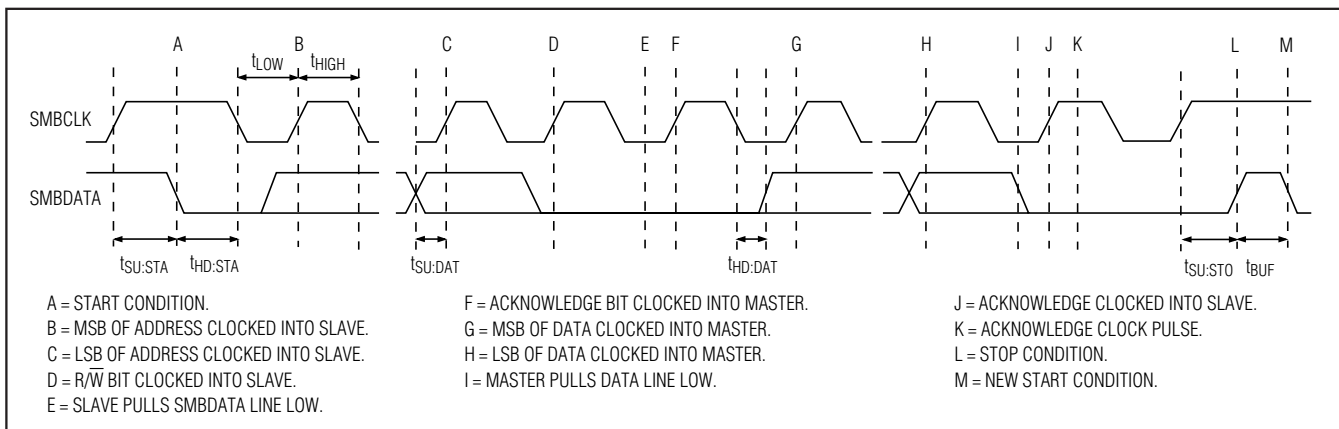 A B C D E F G H I J K L M
tLOW tHIGH
SMBCLK
SMBDATA
tSU:STA tHD:STA tSU:DAT tHD:DAT tSU:STO tBUF
A = START CONDITION.
B = MSB OF ADDRESS CLOCKED INTO SLAVE.
C = LSB OF ADDRESS CLOCKED INTO SLAVE.
D = R/W̅ BIT CLOCKED INTO SLAVE.
E = SLAVE PULLS SMBDATA LINE LOW.
F = ACKNOWLEDGE BIT CLOCKED INTO MASTER.
G = MSB OF DATA CLOCKED INTO MASTER.
H = LSB OF DATA CLOCKED INTO MASTER.
I = MASTER PULLS DATA LINE LOW.
J = ACKNOWLEDGE CLOCKED INTO SLAVE.
K = ACKNOWLEDGE CLOCK PULSE.
L = STOP CONDITION.
M = NEW START CONDITION.